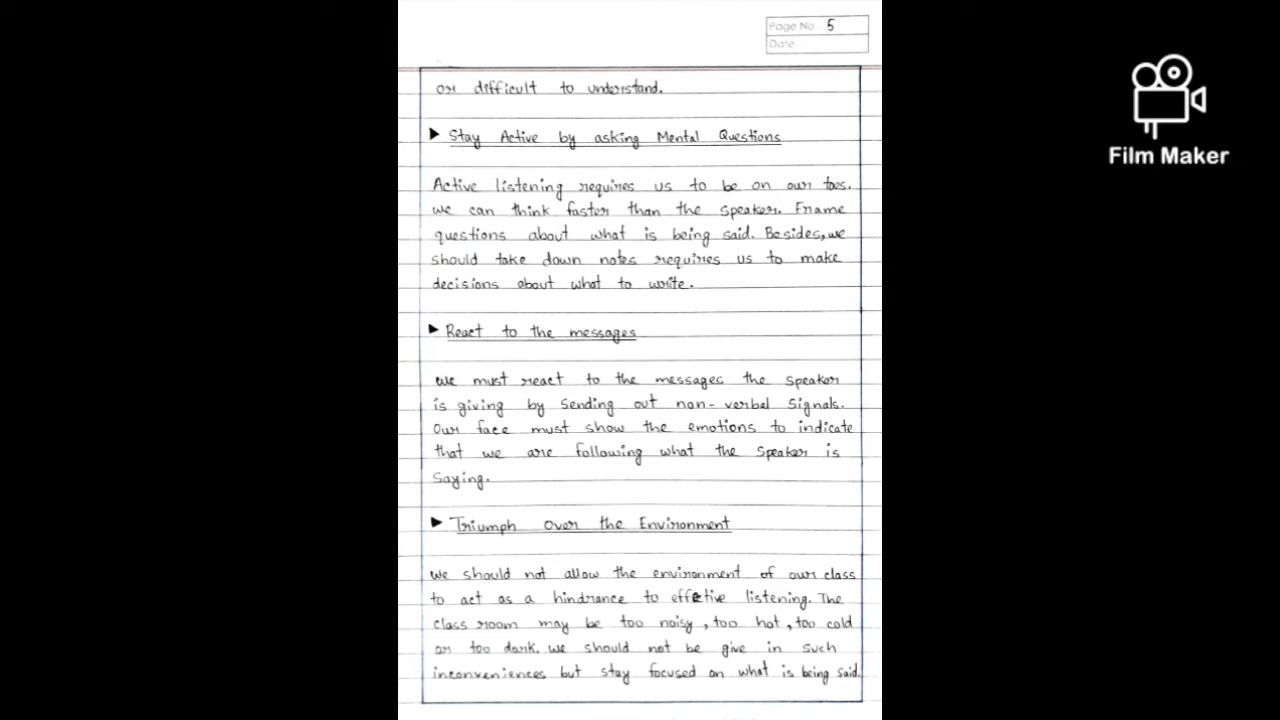 Page No. 5
Date
or difficult to understand.
Stay Active by asking Mental Questions
Active listening requires us to be on our toes.
we can think faster than the speaker. Frame
questions about what is being said. Besides, we
should take down notes requires us to make
decisions about what to write.
React to the messages
we must react to the messages the speaker
is giving by sending out non-verbal signals.
Our face must show the emotions to indicate
that we are following what the speaker is
saying.
Triumph over the Environment
we should not allow the environment of our class
to act as a hindrance to effetive listening. The
class room may be too noisy, too hot, too cold
or too dark. we should not be give in such
inconveniences but stay focused on what is being said.
Film Maker